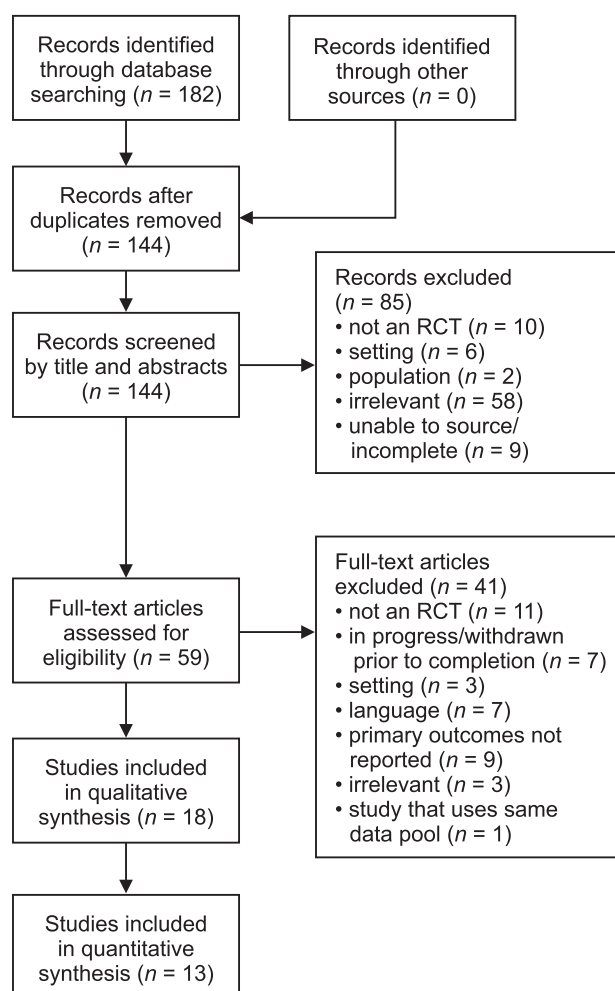 Records identified
through database
searching (n = 182)
Records identified
through other
sources (n = 0)
Records after
duplicates removed
(n = 144)
Records screened
by title and abstracts
(n = 144)
Records excluded
(n = 85)
• not an RCT (n = 10)
• setting (n = 6)
• population (n = 2)
• irrelevant (n = 58)
• unable to source/
incomplete (n = 9)
Full-text articles
assessed for
eligibility (n = 59)
Full-text articles
excluded (n = 41)
• not an RCT (n = 11)
• in progress/withdrawn
prior to completion (n = 7)
• setting (n = 3)
• language (n = 7)
• primary outcomes not
reported (n = 9)
• irrelevant (n = 3)
• study that uses same
data pool (n = 1)
Studies included
in qualitative
synthesis (n = 18)
Studies included
in quantitative
synthesis (n = 13)